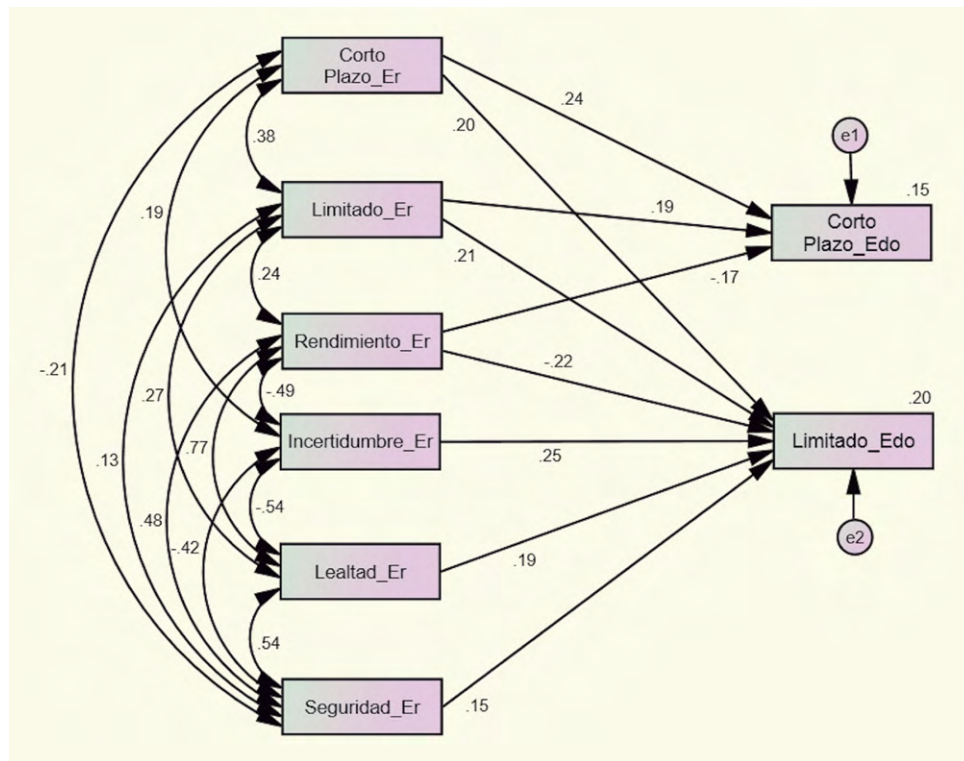 Corto
Plazo_Er
.24
.20
e1
.38
.15
.19
Limitado_Er
.19
Corto
Plazo_Edo
.21
.24
-.17
Rendimiento_Er
-.22
-.21
-.49
.27
.20
Incertidumbre_Er
Limitado_Edo
.77
.25
.13
-.54
.48
e2
-.42
.19
Lealtad_Er
.54
Seguridad_Er
.15